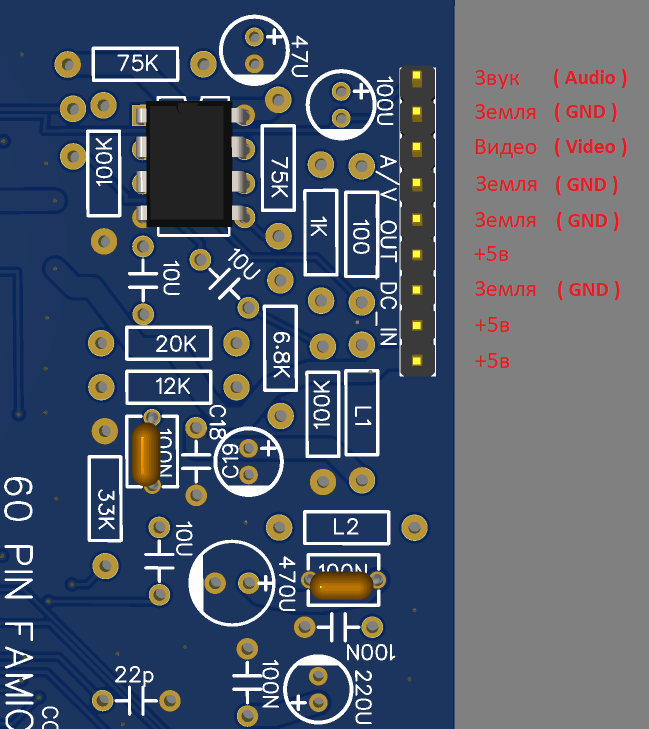 47U
75K
100U
Звук ( Audio )
Земля ( GND )
100K
Видео ( Video )
75K
A/V OUT DC_IN
Земля ( GND )
1K
100
Земля ( GND )
+5в
10U
10U
Земля ( GND )
+5в
20K
6.8K
+5в
12K
100K
L1
C18
100N
C19
33K
60 PIN FAMIC
L2
10U
470U
100N
100N
22p
100N
220U
CO